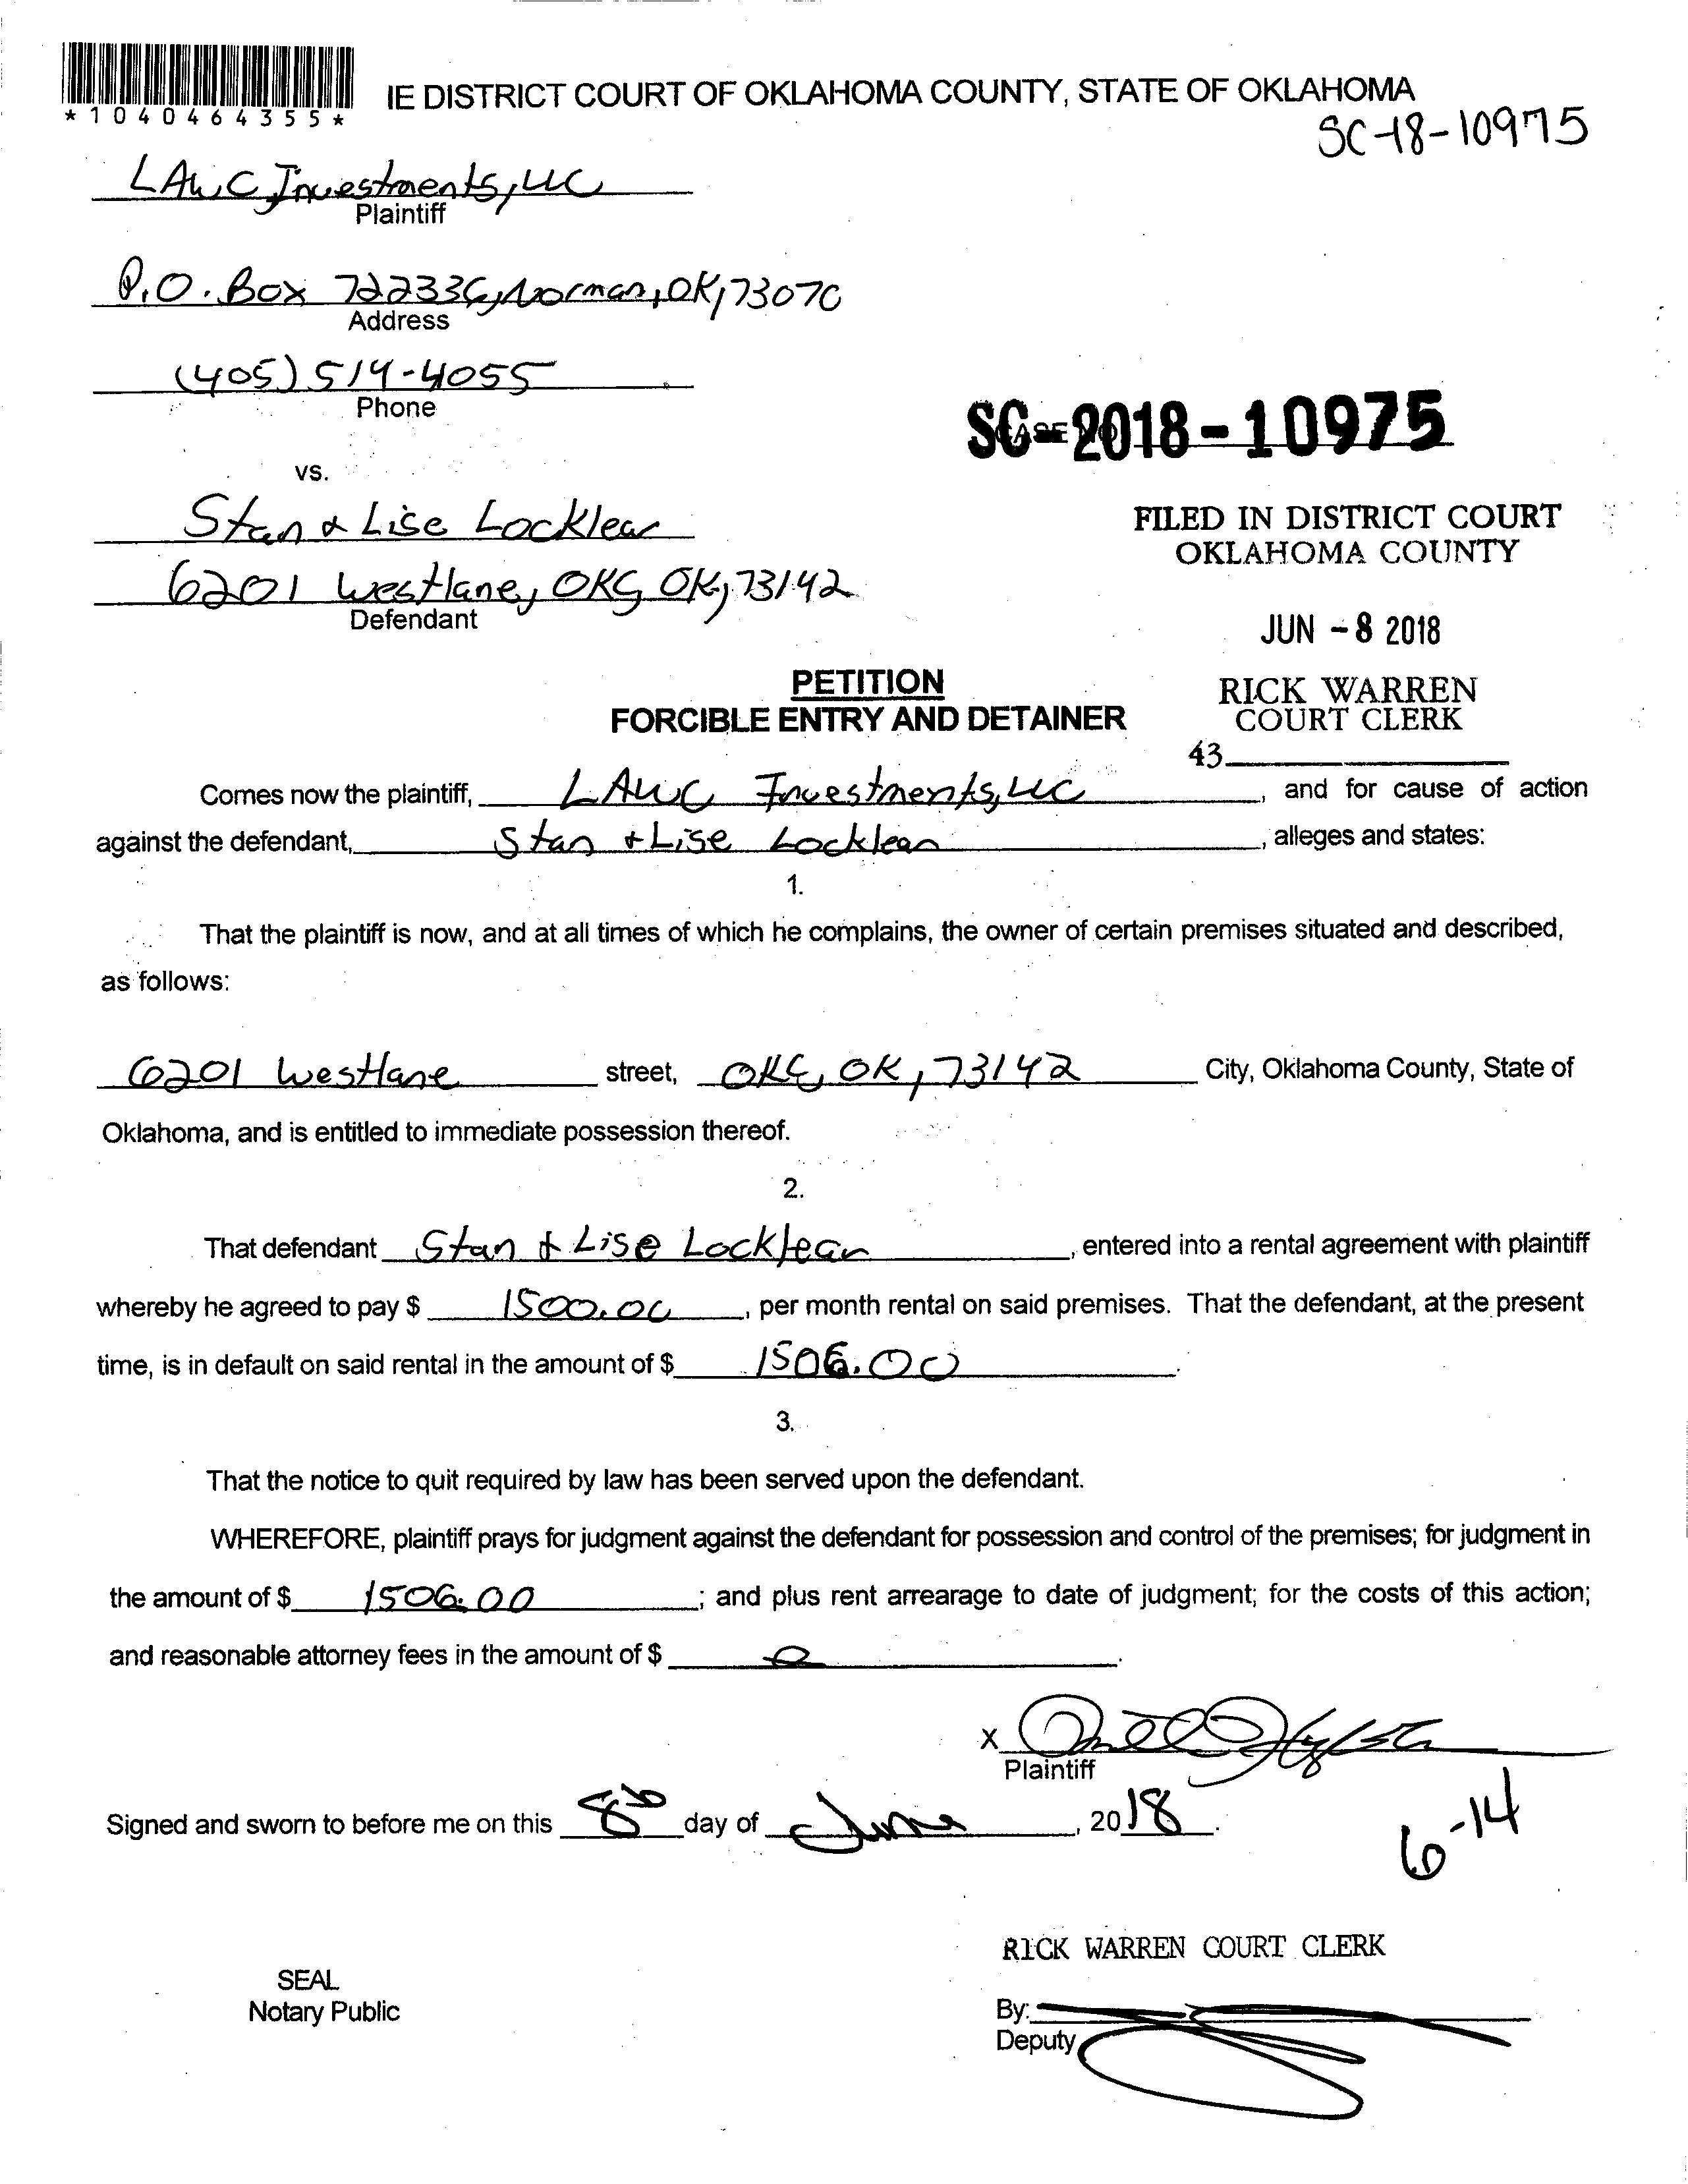 *1040464355*
IE DISTRICT COURT OF OKLAHOMA COUNTY, STATE OF OKLAHOMA
SC-18-10975
LAWC Investments, LLC
Plaintiff
P.O. Box 722336, Norman, OK, 73070
Address
(405) 514-4055
Phone
SC-2018-10975
vs.
Stan & Lise Locklear
FILED IN DISTRICT COURT
OKLAHOMA COUNTY
6201 Westlane, OKC, OK, 73142
Defendant
JUN -8 2018
PETITION
FORCIBLE ENTRY AND DETAINER
RICK WARREN
COURT CLERK
43
Comes now the plaintiff, LAWC Investments, LLC, and for cause of action
against the defendant, Stan & Lise Locklear, alleges and states:
1.
That the plaintiff is now, and at all times of which he complains, the owner of certain premises situated and described,
as follows:
6201 Westlane street, OKC, OK, 73142 City, Oklahoma County, State of
Oklahoma, and is entitled to immediate possession thereof.
2.
That defendant Stan & Lise Locklear, entered into a rental agreement with plaintiff
whereby he agreed to pay $ 1500.00, per month rental on said premises. That the defendant, at the present
time, is in default on said rental in the amount of $ 1506.00.
3.
That the notice to quit required by law has been served upon the defendant.
WHEREFORE, plaintiff prays for judgment against the defendant for possession and control of the premises; for judgment in
the amount of $ 1506.00; and plus rent arrearage to date of judgment; for the costs of this action;
and reasonable attorney fees in the amount of $ 0.
X
Plaintiff
Signed and sworn to before me on this 8th day of June, 2018.
6-14
RICK WARREN COURT CLERK
SEAL
Notary Public
By:
Deputy